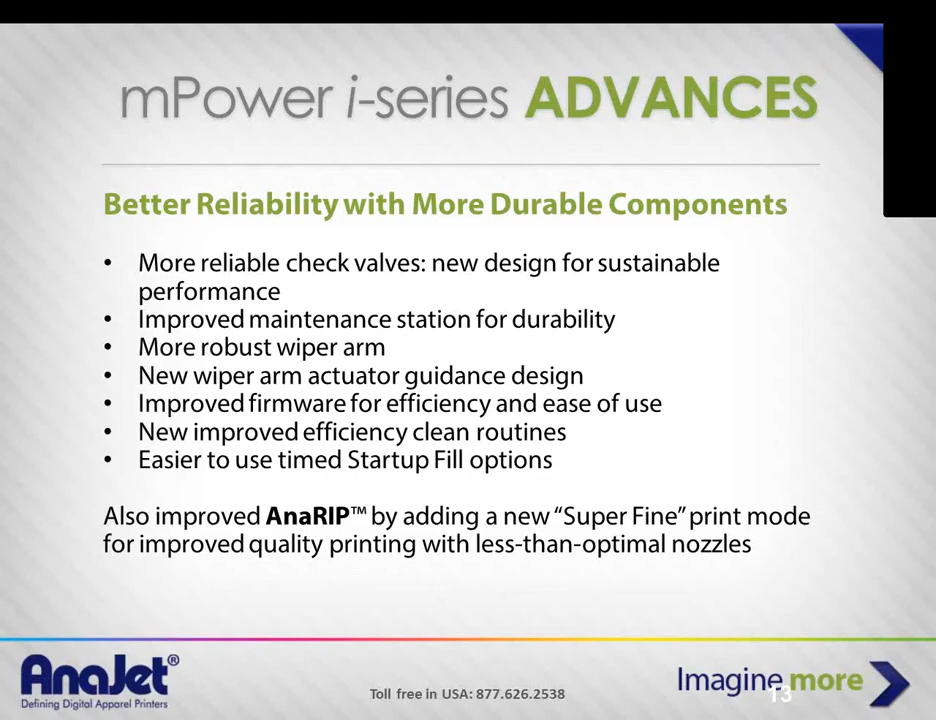 mPower i-series ADVANCES
Better Reliability with More Durable Components
• More reliable check valves: new design for sustainable
performance
• Improved maintenance station for durability
• More robust wiper arm
• New wiper arm actuator guidance design
• Improved firmware for efficiency and ease of use
• New improved efficiency clean routines
• Easier to use timed Startup Fill options
Also improved AnaRIP™ by adding a new “Super Fine” print mode
for improved quality printing with less-than-optimal nozzles
AnaJet®
Defining Digital Apparel Printers
Toll free in USA: 877.626.2538
Imagine more
13